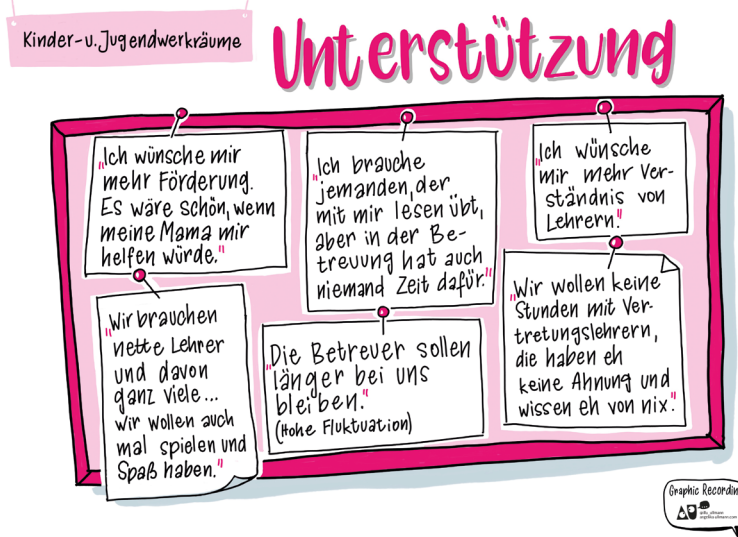 Kinder-u. Jugendwerkräume
Unterstützung
„Ich wünsche mir
mehr Förderung.
Es wäre schön, wenn
meine Mama mir
helfen würde."
„Ich brauche
jemanden, der
mit mir lesen übt,
aber in der Be-
treuung hat auch
niemand Zeit dafür."
„Ich wünsche
mir mehr Ver-
ständnis von
Lehrern."
„Wir brauchen
nette Lehrer
und davon
ganz viele...
wir wollen auch
mal spielen und
Spaß haben."
„Die Betreuer sollen
länger bei uns
bleiben."
(Hohe Fluktuation)
„Wir wollen keine
Stunden mit Ver-
tretungslehrern,
die haben eh
keine Ahnung und
wissen eh von nix."
Graphic Recordin